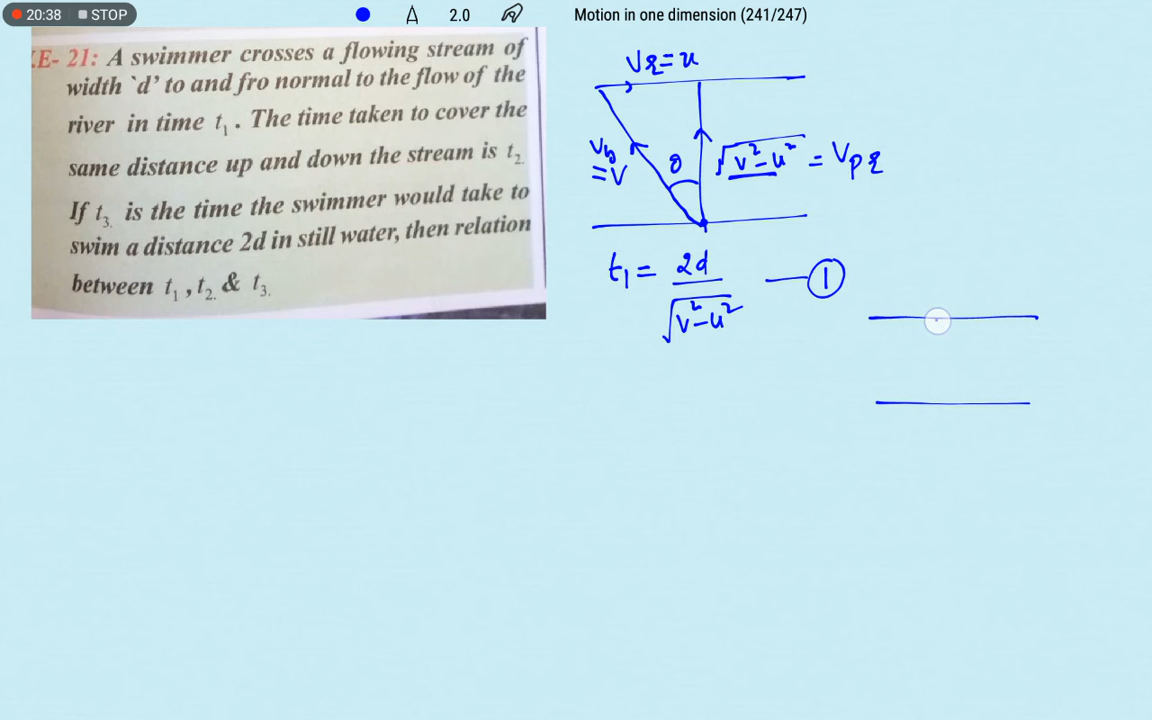 20:38 STOP
2.0
Motion in one dimension (241/247)
E- 21: A swimmer crosses a flowing stream of
width `d' to and fro normal to the flow of the
river in time t₁. The time taken to cover the
same distance up and down the stream is t₂.
If t₃ is the time the swimmer would take to
swim a distance 2d in still water, then relation
between t₁, t₂ & t₃.
= u
θ
= V
√v²-u² =
t₁ = 2d — ①
√v²-u²